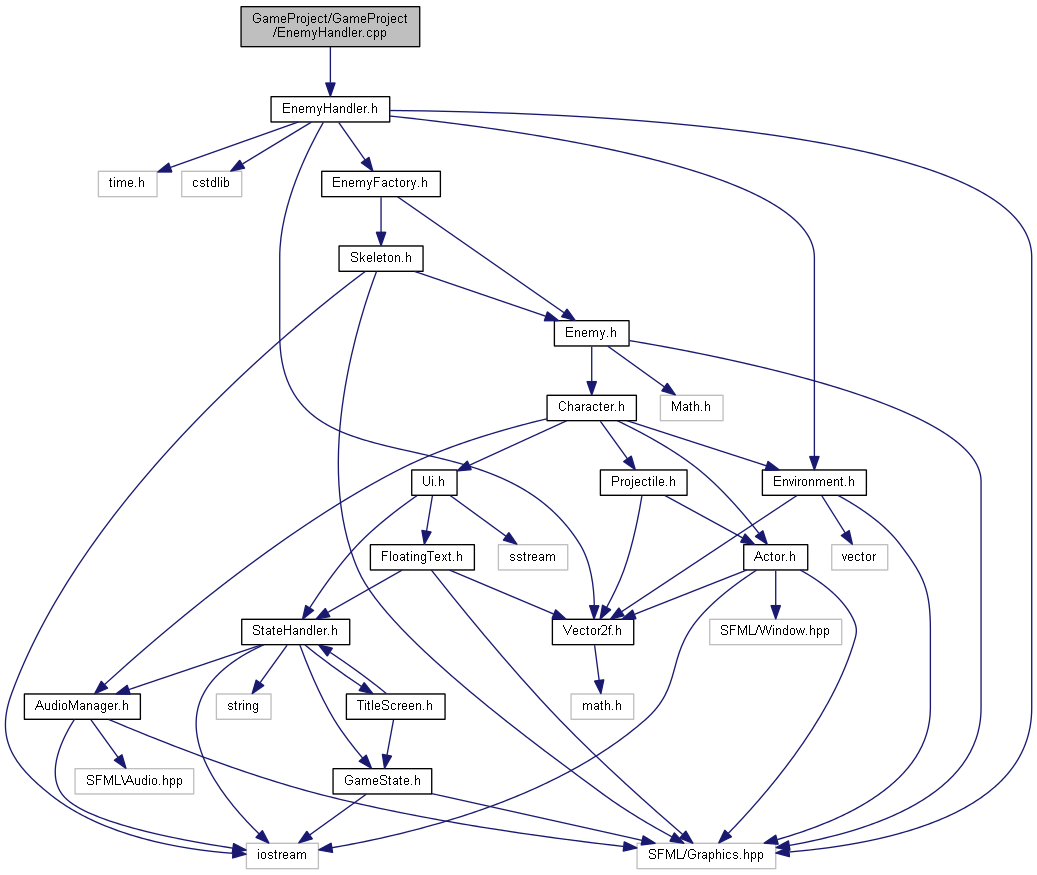 GameProject/GameProject
/EnemyHandler.cpp
EnemyHandler.h
time.h
cstdlib
EnemyFactory.h
Skeleton.h
Enemy.h
Character.h
Math.h
Ui.h
Projectile.h
Environment.h
FloatingText.h
sstream
Actor.h
vector
StateHandler.h
Vector2f.h
SFML/Window.hpp
AudioManager.h
string
TitleScreen.h
math.h
SFML\Audio.hpp
GameState.h
iostream
SFML/Graphics.hpp